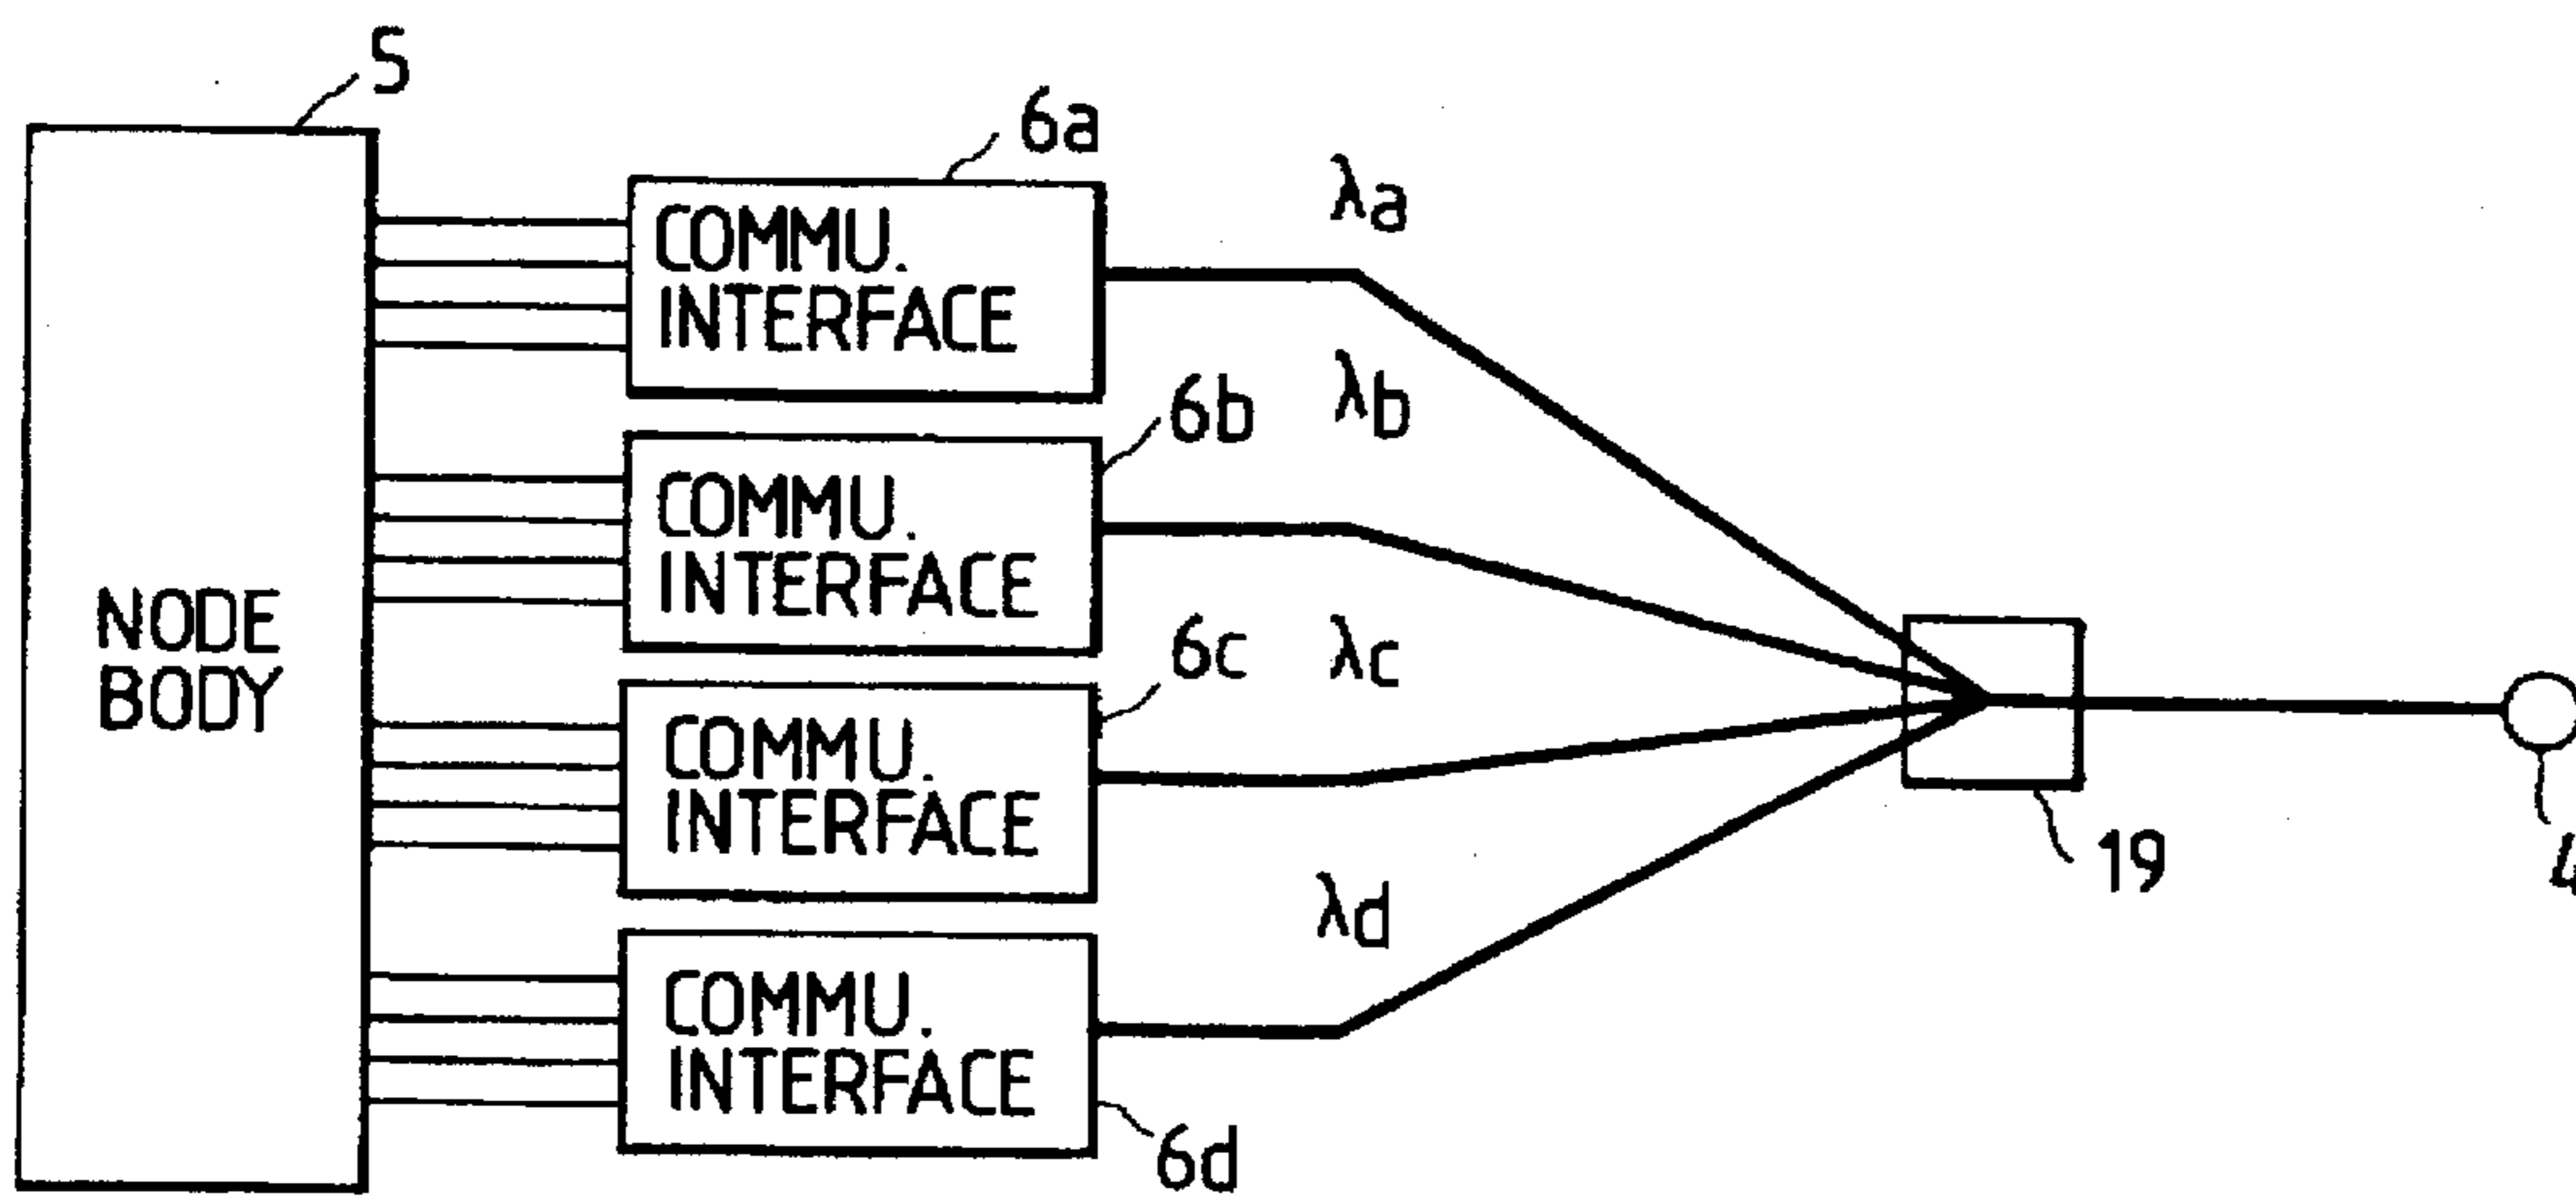 5
6a
COMMU.
INTERFACE
λa
6b
COMMU.
INTERFACE
λb
NODE
BODY
6c
COMMU.
INTERFACE
λc
19
4
COMMU.
INTERFACE
λd
6d